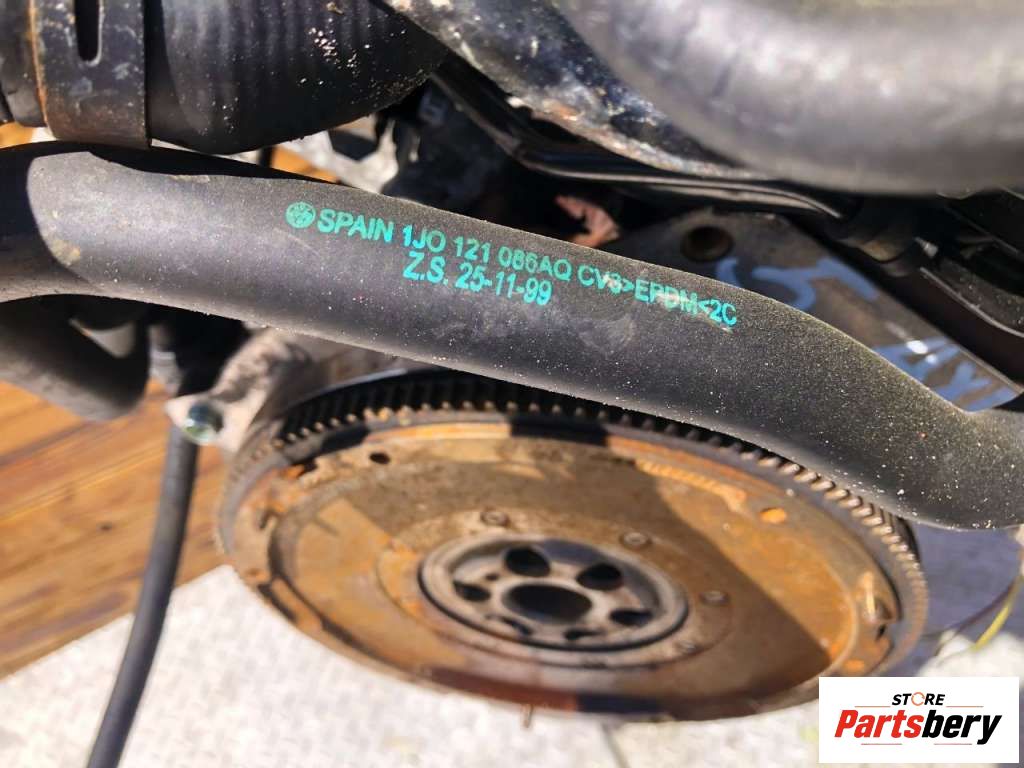 SPAIN 1JO 121 086AQ CV3>EPDM<2C
Z.S. 25-11-99
STORE
Partsbery